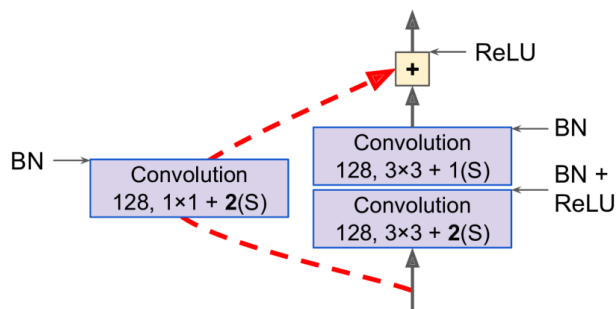 ReLU
+
BN
Convolution
128, 3×3 + 1(S)
BN
Convolution
128, 1×1 + 2(S)
BN +
ReLU
Convolution
128, 3×3 + 2(S)